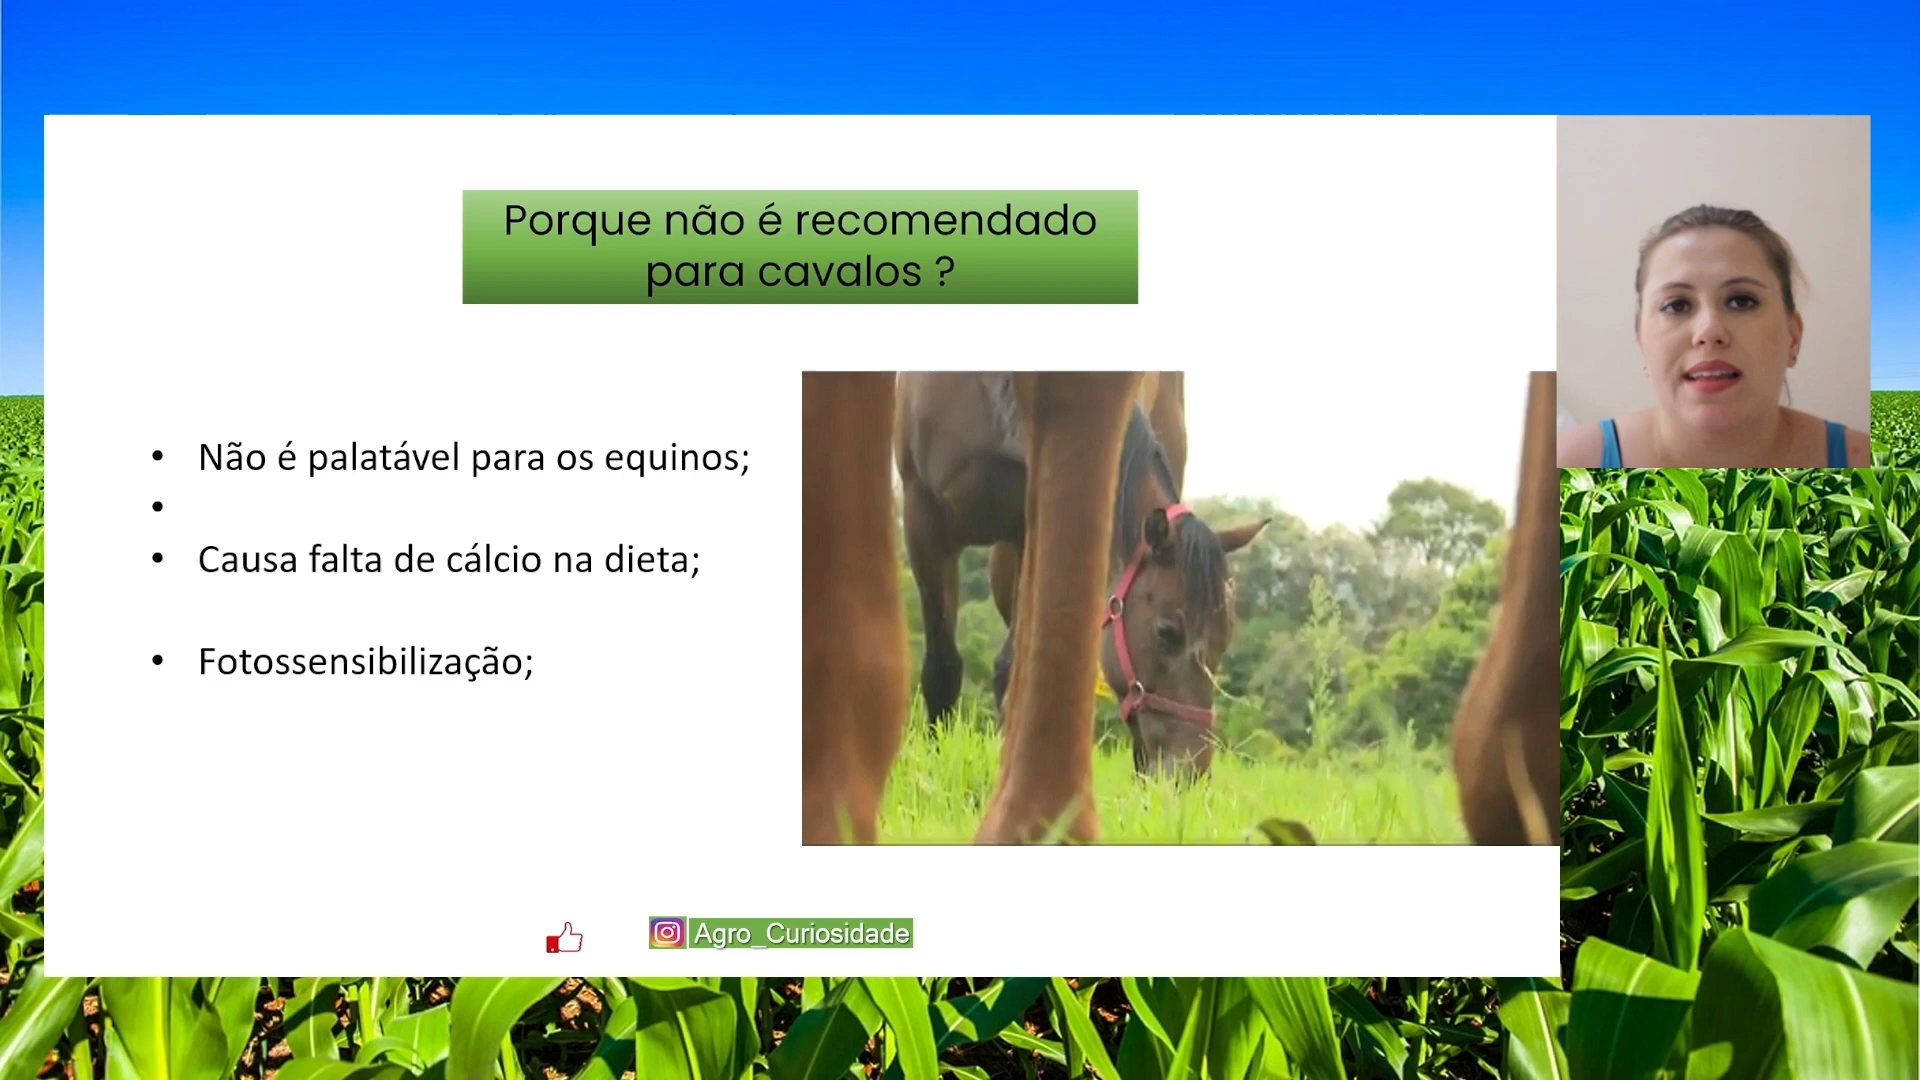 Porque não é recomendado
para cavalos ?
• Não é palatável para os equinos;
•
• Causa falta de cálcio na dieta;
• Fotossensibilização;
Agro_Curiosidade